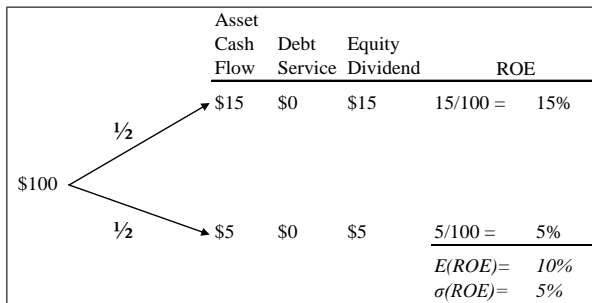 Asset
Cash Debt Equity
Flow Service Dividend ROE
$15 $0 $15 15/100 = 15%
½
$100
½
$5 $0 $5 5/100 = 5%
E(ROE)= 10%
σ(ROE)= 5%